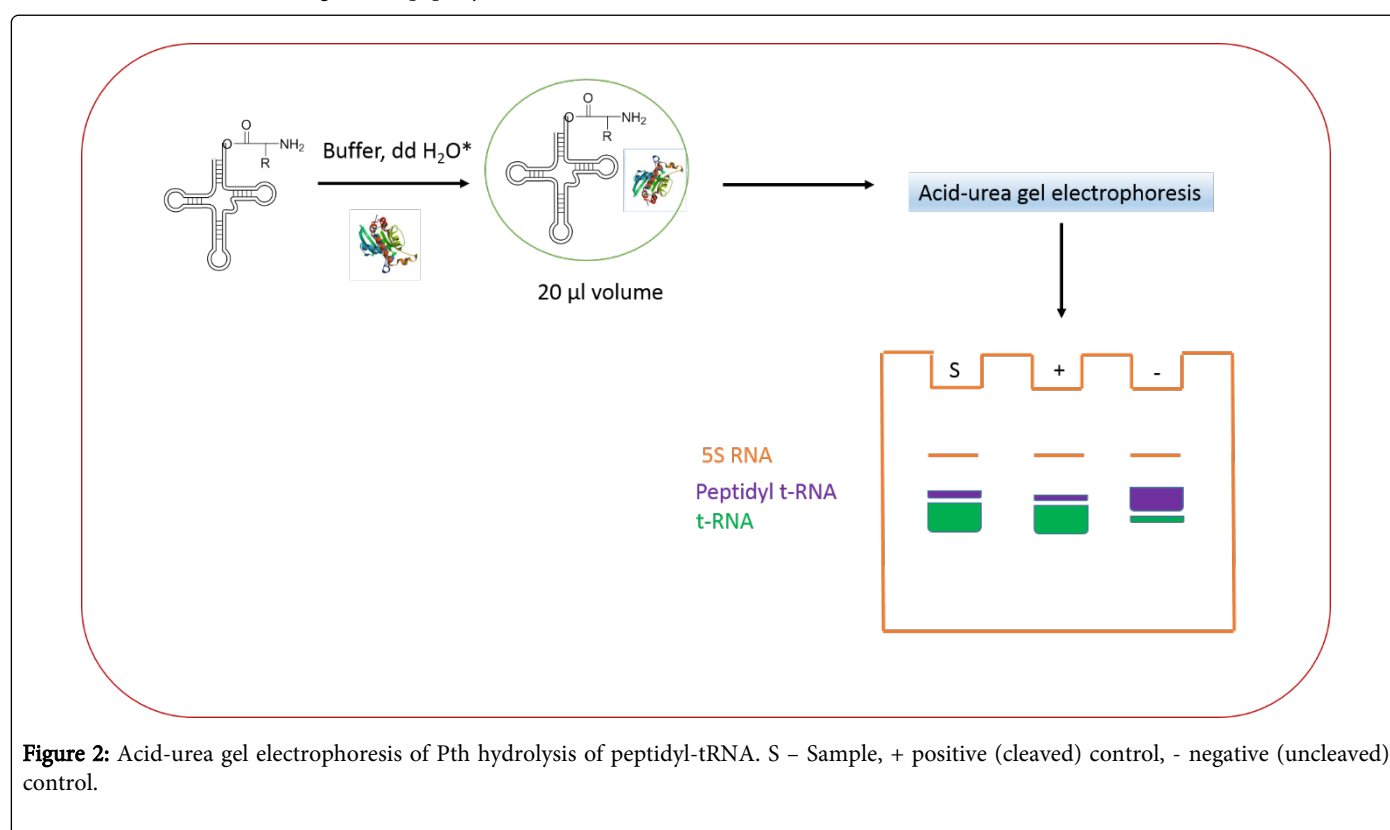 O
O
NH₂
R
Buffer, dd H₂O*
O
O
NH₂
R
20 µl volume
Acid-urea gel electrophoresis
S + -
5S RNA
Peptidyl t-RNA
t-RNA
Figure 2: Acid-urea gel electrophoresis of Pth hydrolysis of peptidyl-tRNA. S – Sample, + positive (cleaved) control, - negative (uncleaved)
control.